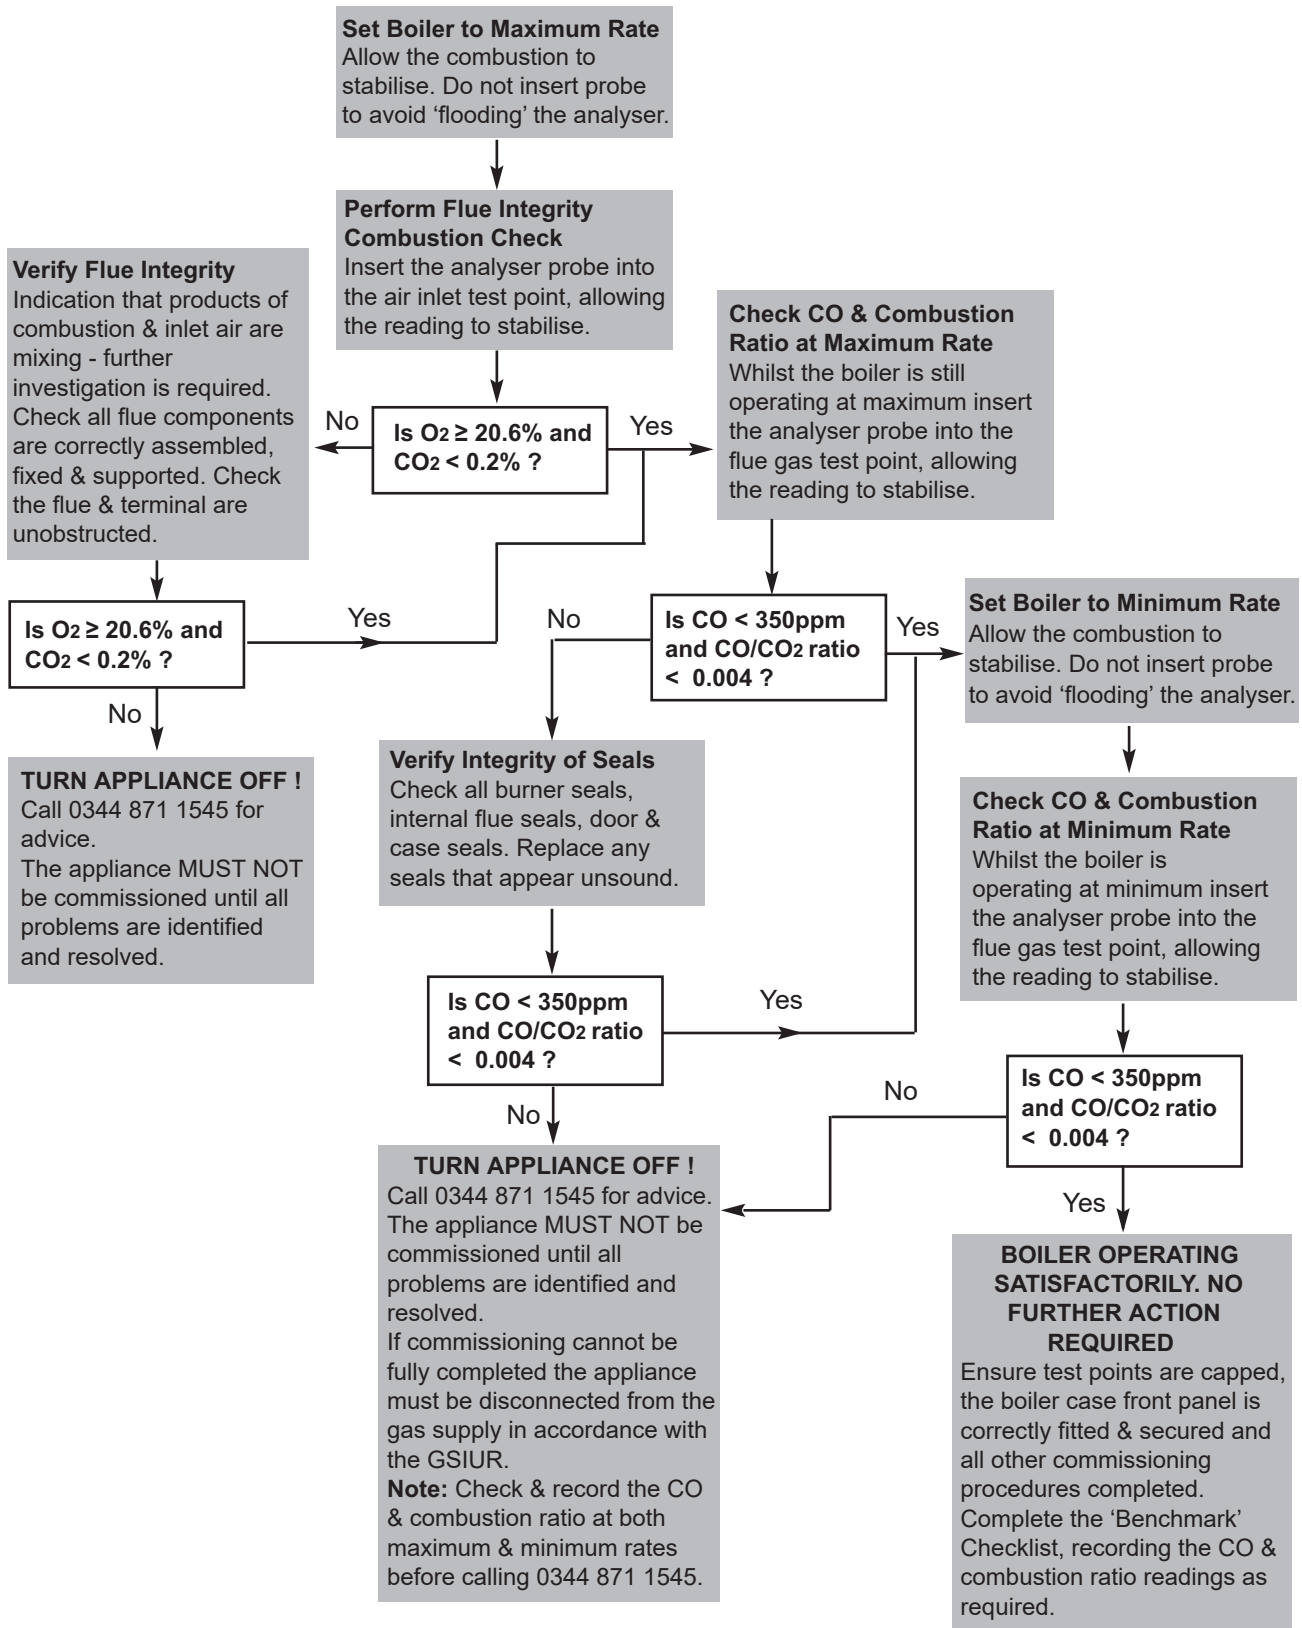 Set Boiler to Maximum Rate
Allow the combustion to
stabilise. Do not insert probe
to avoid ‘flooding’ the analyser.
Perform Flue Integrity
Combustion Check
Insert the analyser probe into
the air inlet test point, allowing
the reading to stabilise.
Verify Flue Integrity
Indication that products of
combustion & inlet air are
mixing - further
investigation is required.
Check all flue components
are correctly assembled,
fixed & supported. Check
the flue & terminal are
unobstructed.
No
Is O2 ≥ 20.6% and
CO2 < 0.2% ?
Yes
Check CO & Combustion
Ratio at Maximum Rate
Whilst the boiler is still
operating at maximum insert
the analyser probe into the
flue gas test point, allowing
the reading to stabilise.
Is O2 ≥ 20.6% and
CO2 < 0.2% ?
Yes
No
TURN APPLIANCE OFF !
Call 0344 871 1545 for
advice.
The appliance MUST NOT
be commissioned until all
problems are identified
and resolved.
No
Is CO < 350ppm
and CO/CO2 ratio
< 0.004 ?
Yes
Set Boiler to Minimum Rate
Allow the combustion to
stabilise. Do not insert probe
to avoid ‘flooding’ the analyser.
Verify Integrity of Seals
Check all burner seals,
internal flue seals, door &
case seals. Replace any
seals that appear unsound.
Check CO & Combustion
Ratio at Minimum Rate
Whilst the boiler is
operating at minimum insert
the analyser probe into the
flue gas test point, allowing
the reading to stabilise.
Is CO < 350ppm
and CO/CO2 ratio
< 0.004 ?
Yes
No
Is CO < 350ppm
and CO/CO2 ratio
< 0.004 ?
No
Yes
TURN APPLIANCE OFF !
Call 0344 871 1545 for advice.
The appliance MUST NOT be
commissioned until all
problems are identified and
resolved.
If commissioning cannot be
fully completed the appliance
must be disconnected from the
gas supply in accordance with
the GSIUR.
Note: Check & record the CO
& combustion ratio at both
maximum & minimum rates
before calling 0344 871 1545.
BOILER OPERATING
SATISFACTORILY. NO
FURTHER ACTION
REQUIRED
Ensure test points are capped,
the boiler case front panel is
correctly fitted & secured and
all other commissioning
procedures completed.
Complete the ‘Benchmark’
Checklist, recording the CO &
combustion ratio readings as
required.